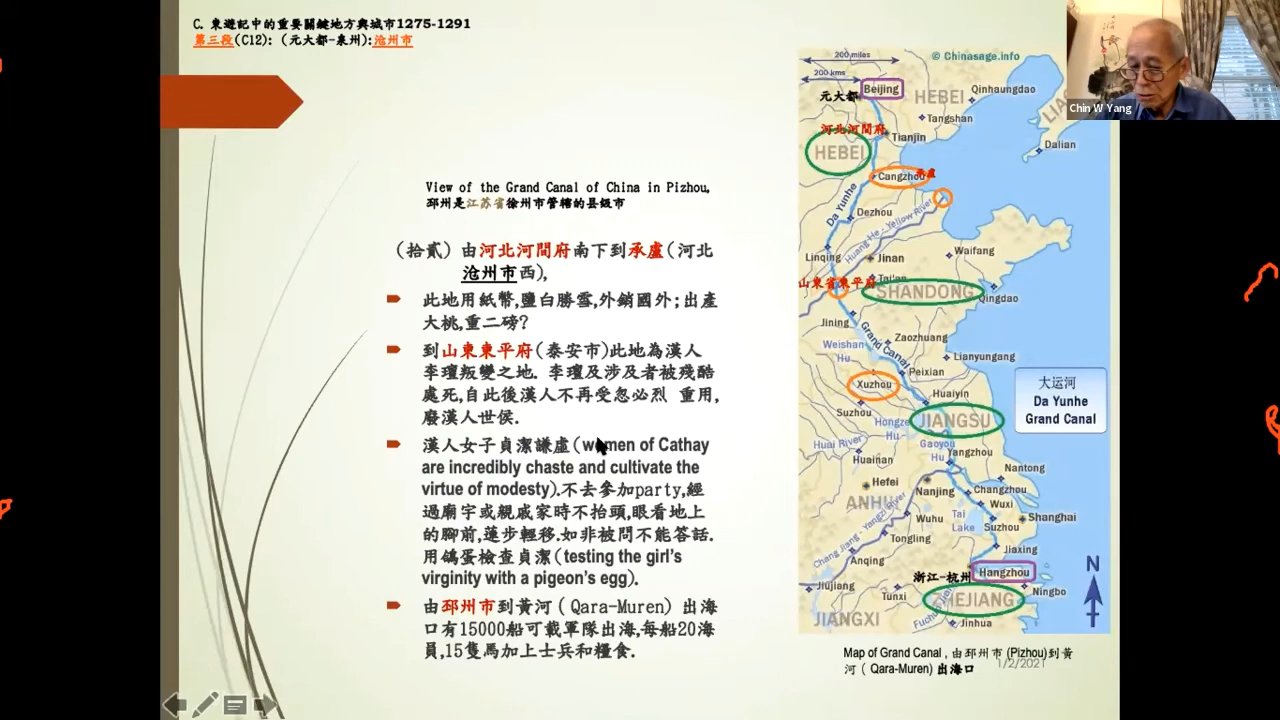 C. 東遊記中的重要關鍵地方與城市1275-1291
第三段(C12): (元大都-泉州):沧州市
View of the Grand Canal of China in Pizhou,
邳州是江苏省徐州市管辖的县级市
(拾貳) 由河北河間府南下到承盧(河北
沧州市西),
此地用紙幣,鹽白勝雪,外銷國外;出產
大桃,重二磅?
到山東東平府(泰安市)此地為漢人
李璮叛變之地. 李璮及涉及者被殘酷
處死,自此後漢人不再受忽必烈 重用,
廢漢人世侯.
漢人女子貞潔謙虛(women of Cathay
are incredibly chaste and cultivate the
virtue of modesty).不去參加party,經
過廟宇或親戚家時不抬頭,眼看地上
的腳前,蓮步輕移.如非被問不能答話.
用鴿蛋檢查貞潔(testing the girl's
virginity with a pigeon's egg).
由邳州市到黃河(Qara-Muren) 出海
口有15000船可載軍隊出海,每船20海
員,15隻馬加上士兵和糧食.
200 miles
200 kms
© Chinasage.info
元大都
Beijing
HEBEI
Qinhaungdao
Tangshan
河北河間府
Tianjin
HEBEI
Dalian
Cangzhou
承盧
Da Yunhe
Dezhou
Huang He - Yellow River
Linqing
Jinan
Waifang
Tai'an
山東省東平府
SHANDONG
Qingdao
Jining
Grand Canal
Zaozhuang
Weishan
Hu
Lianyungang
Peixian
Xuzhou
Huaiyin
Suzhou
JIANGSU
Hongze
Hu
Huai River
Gaoyou
Hu
Yangzhou
Huainan
Nantong
Hefei
Nanjing
Changzhou
ANHUI
Wuxi
Wuhu
Tai
Lake
Shanghai
Suzhou
Chang Jiang - Yangzi River
Tongling
Jiaxing
Anqing
浙江-杭州
Hangzhou
Jiujiang
Tunxi
ZHEJIANG
Ningbo
JIANGXI
Jinhua
大运河
Da Yunhe
Grand Canal
N
Map of Grand Canal , 由邳州市 (Pizhou)到黃
河 ( Qara-Muren) 出海口
1/2/2021
Chin W Yang